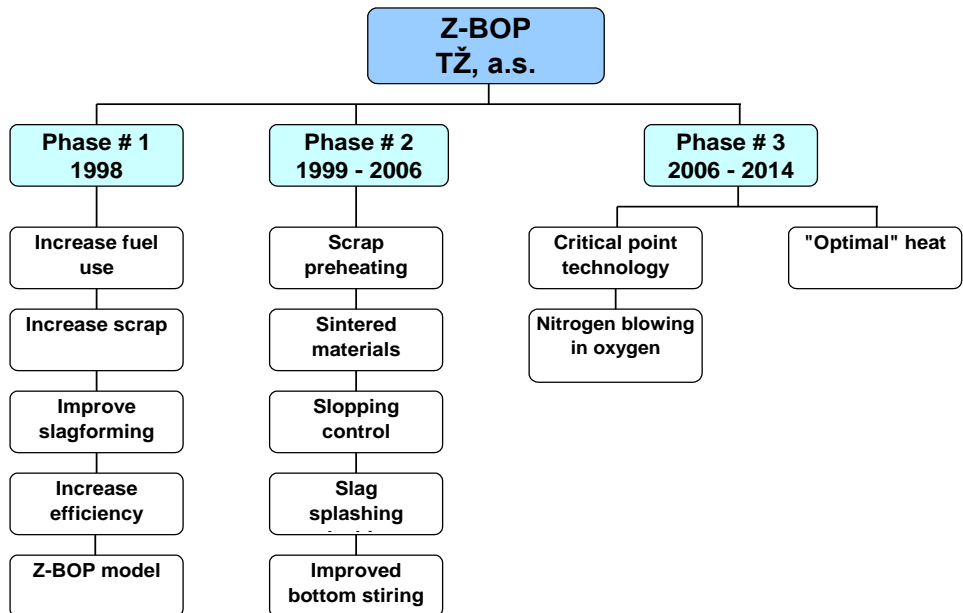 Z-BOP
TŽ, a.s.
Phase # 1
1998
Increase fuel
use
Increase scrap
Improve
slagforming
Increase
efficiency
Z-BOP model
Phase # 2
1999 - 2006
Scrap
preheating
Sintered
materials
Slopping
control
Slag
splashing
Improved
bottom stiring
Phase # 3
2006 - 2014
Critical point
technology
Nitrogen blowing
in oxygen
"Optimal" heat